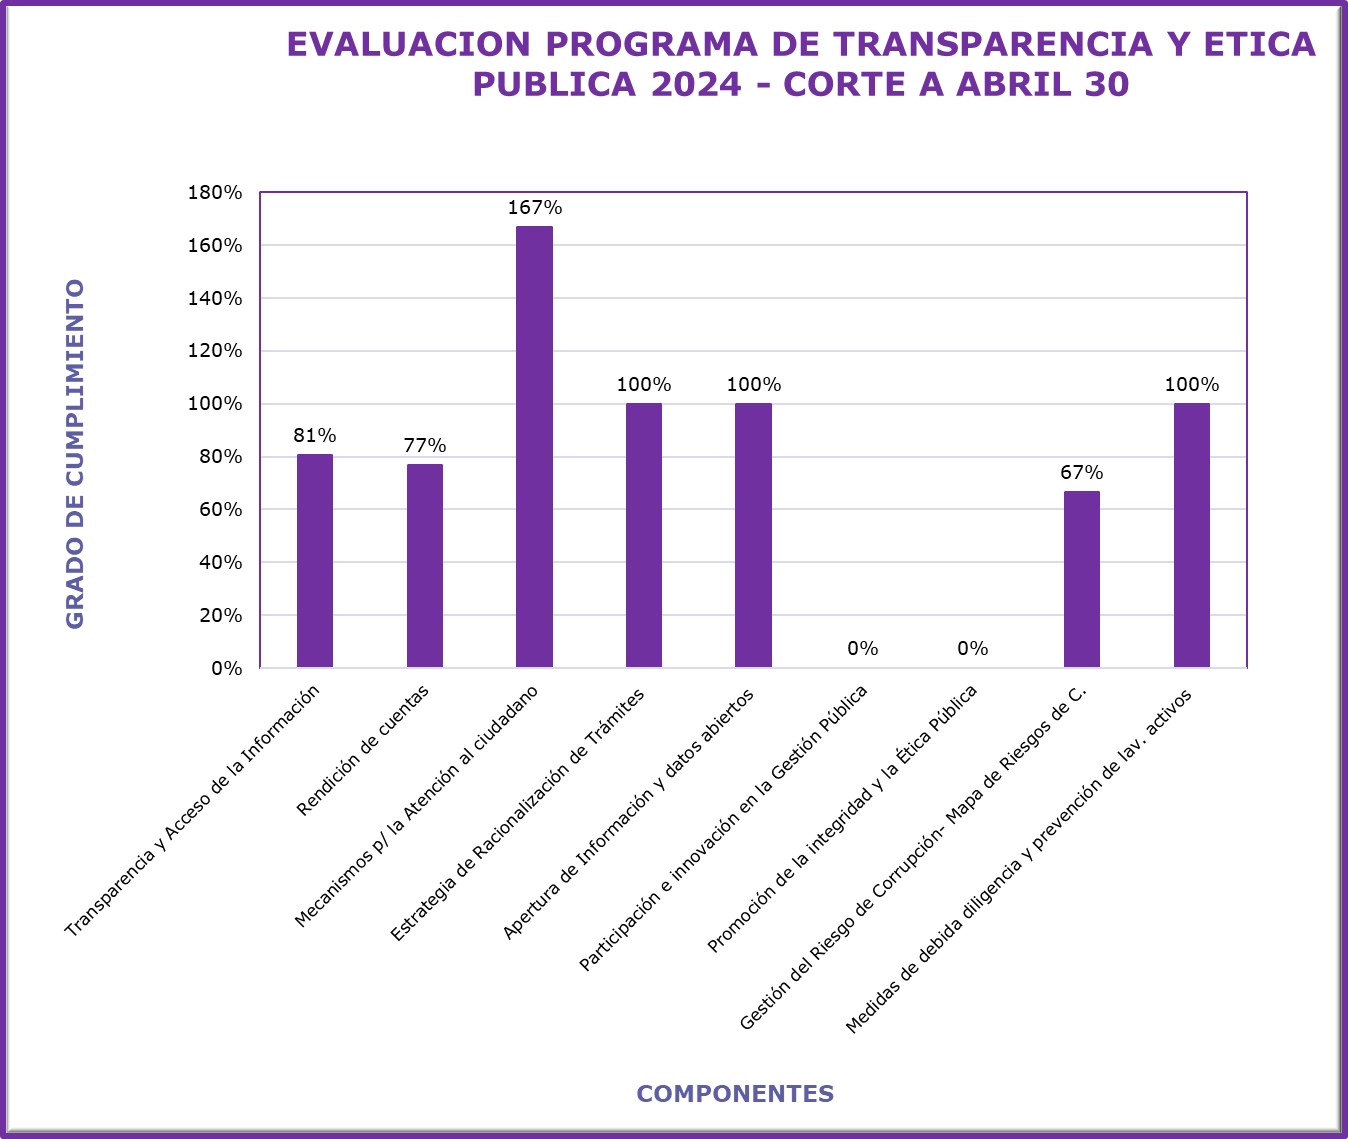 EVALUACION PROGRAMA DE TRANSPARENCIA Y ETICA
PUBLICA 2024 - CORTE A ABRIL 30
GRADO DE CUMPLIMIENTO
180%
160%
140%
120%
100%
80%
60%
40%
20%
0%
81%
77%
167%
100%
100%
0%
0%
67%
100%
Transparencia y Acceso de la Información
Rendición de cuentas
Mecanismos p/ la Atención al ciudadano
Estrategia de Racionalización de Trámites
Apertura de Información y datos abiertos
Participación e innovación en la Gestión Pública
Promoción de la integridad y la Ética Pública
Gestión del Riesgo de Corrupción- Mapa de Riesgos de C.
Medidas de debida diligencia y prevención de lav. activos
COMPONENTES